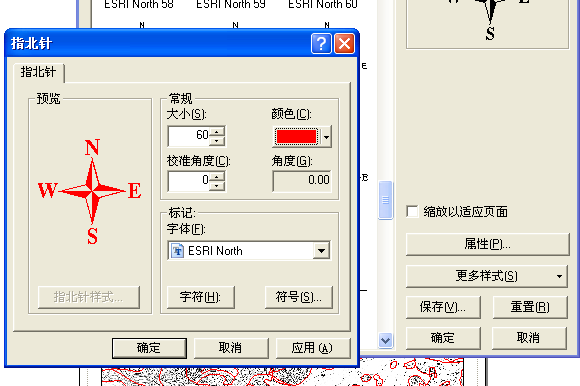 ESRI North 58
ESRI North 59
ESRI North 60
N
N
N
E
S
指北针
指北针
预览
N
W
E
S
指北针样式...
常规
大小(S):
60
颜色(C):
校准角度(C):
0
角度(G):
0.00
标记:
字体(F):
ESRI North
字符(H):
符号(S)...
确定
取消
应用 (A)
缩放以适应页面
属性(P)...
更多样式(S)
保存(V)...
重置(R)
确定
取消